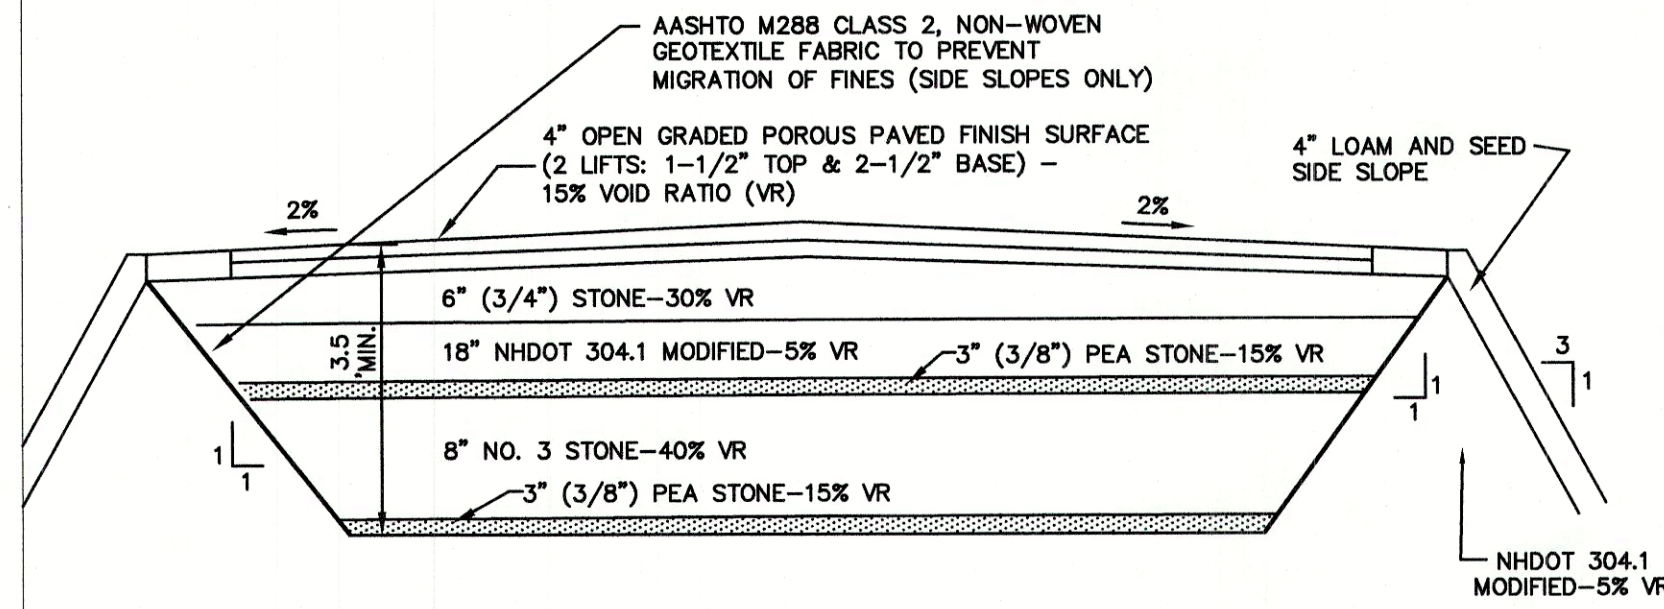 AASHTO M288 CLASS 2, NON-WOVEN
GEOTEXTILE FABRIC TO PREVENT
MIGRATION OF FINES (SIDE SLOPES ONLY)
4" OPEN GRADED POROUS PAVED FINISH SURFACE
(2 LIFTS: 1-1/2" TOP & 2-1/2" BASE) -
15% VOID RATIO (VR)
4" LOAM AND SEED
SIDE SLOPE
2%
2%
6" (3/4") STONE-30% VR
3.5
'MIN.
18" NHDOT 304.1 MODIFIED-5% VR
3" (3/8") PEA STONE-15% VR
3
1
1
1
8" NO. 3 STONE-40% VR
1
1
3" (3/8") PEA STONE-15% VR
NHDOT 304.1
MODIFIED-5% VR